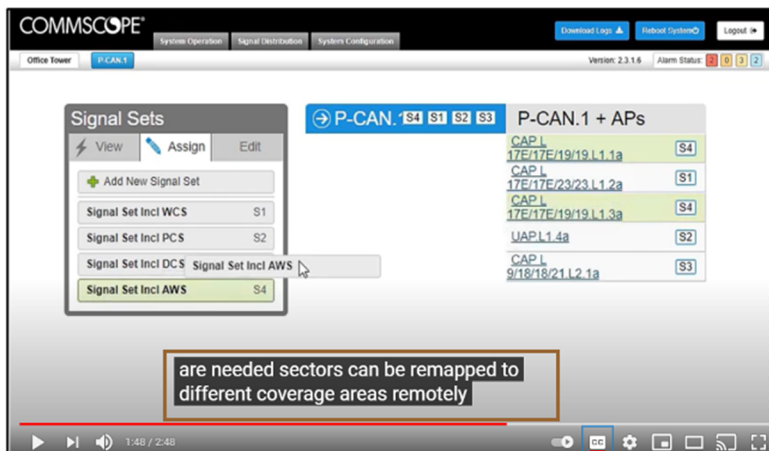 COMMSCOPE®
System Operation Signal Distribution System Configuration
Download Logs Reboot System Logout
Office Tower P-CAN.1 Version: 2.3.1.6 Alarm Status: 2 0 3 2
Signal Sets
View Assign Edit
Add New Signal Set
Signal Set Incl WCS S1
Signal Set Incl PCS S2
Signal Set Incl DCS
Signal Set Incl AWS
Signal Set Incl AWS S4
P-CAN. S4 S1 S2 S3
P-CAN.1 + APs
CAP L
17E/17E/19/19.L1.1a S4
CAP L
17E/17E/23/23.L1.2a S1
CAP L
17E/17E/19/19.L1.3a S4
UAP.L1.4a S2
CAP L
9/18/18/21.L2.1a S3
are needed sectors can be remapped to
different coverage areas remotely
1:48 / 2:48
CC